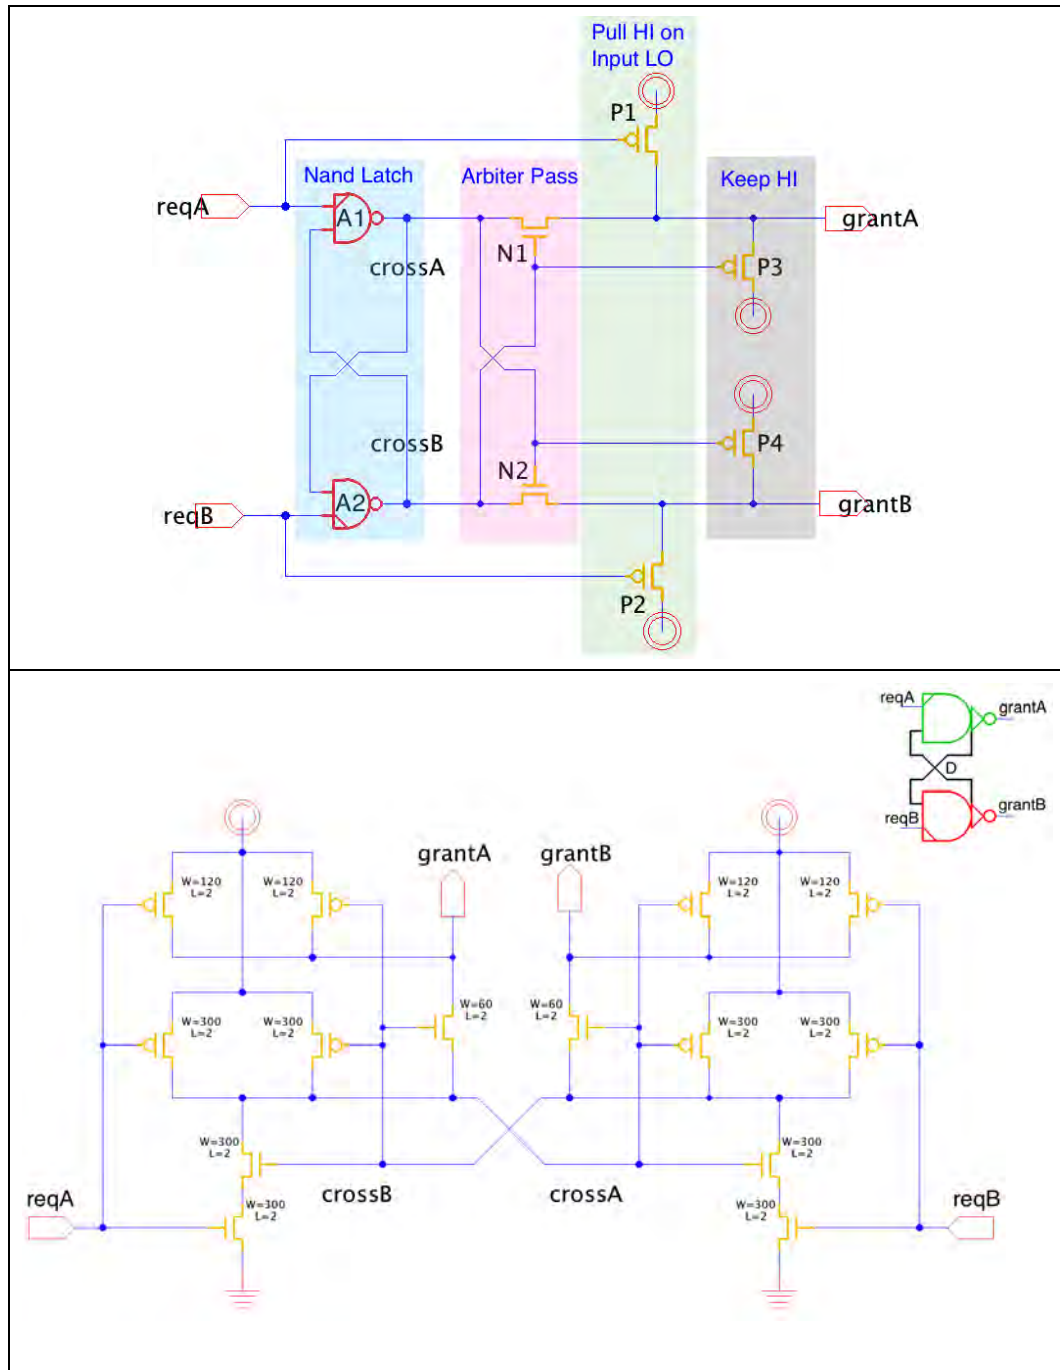 Pull HI on
Input LO
P1
Nand Latch
Arbiter Pass
Keep HI
reqA
A1
grantA
N1
P3
crossA
crossB
P4
N2
reqB
A2
grantB
P2
reqA
grantA
D
reqB
grantB
grantA
grantB
W=120
L=2
W=120
L=2
W=120
L=2
W=120
L=2
W=60
L=2
W=60
L=2
W=300
L=2
W=300
L=2
W=300
L=2
W=300
L=2
W=300
L=2
W=300
L=2
reqA
crossB
crossA
reqB
W=300
L=2
W=300
L=2